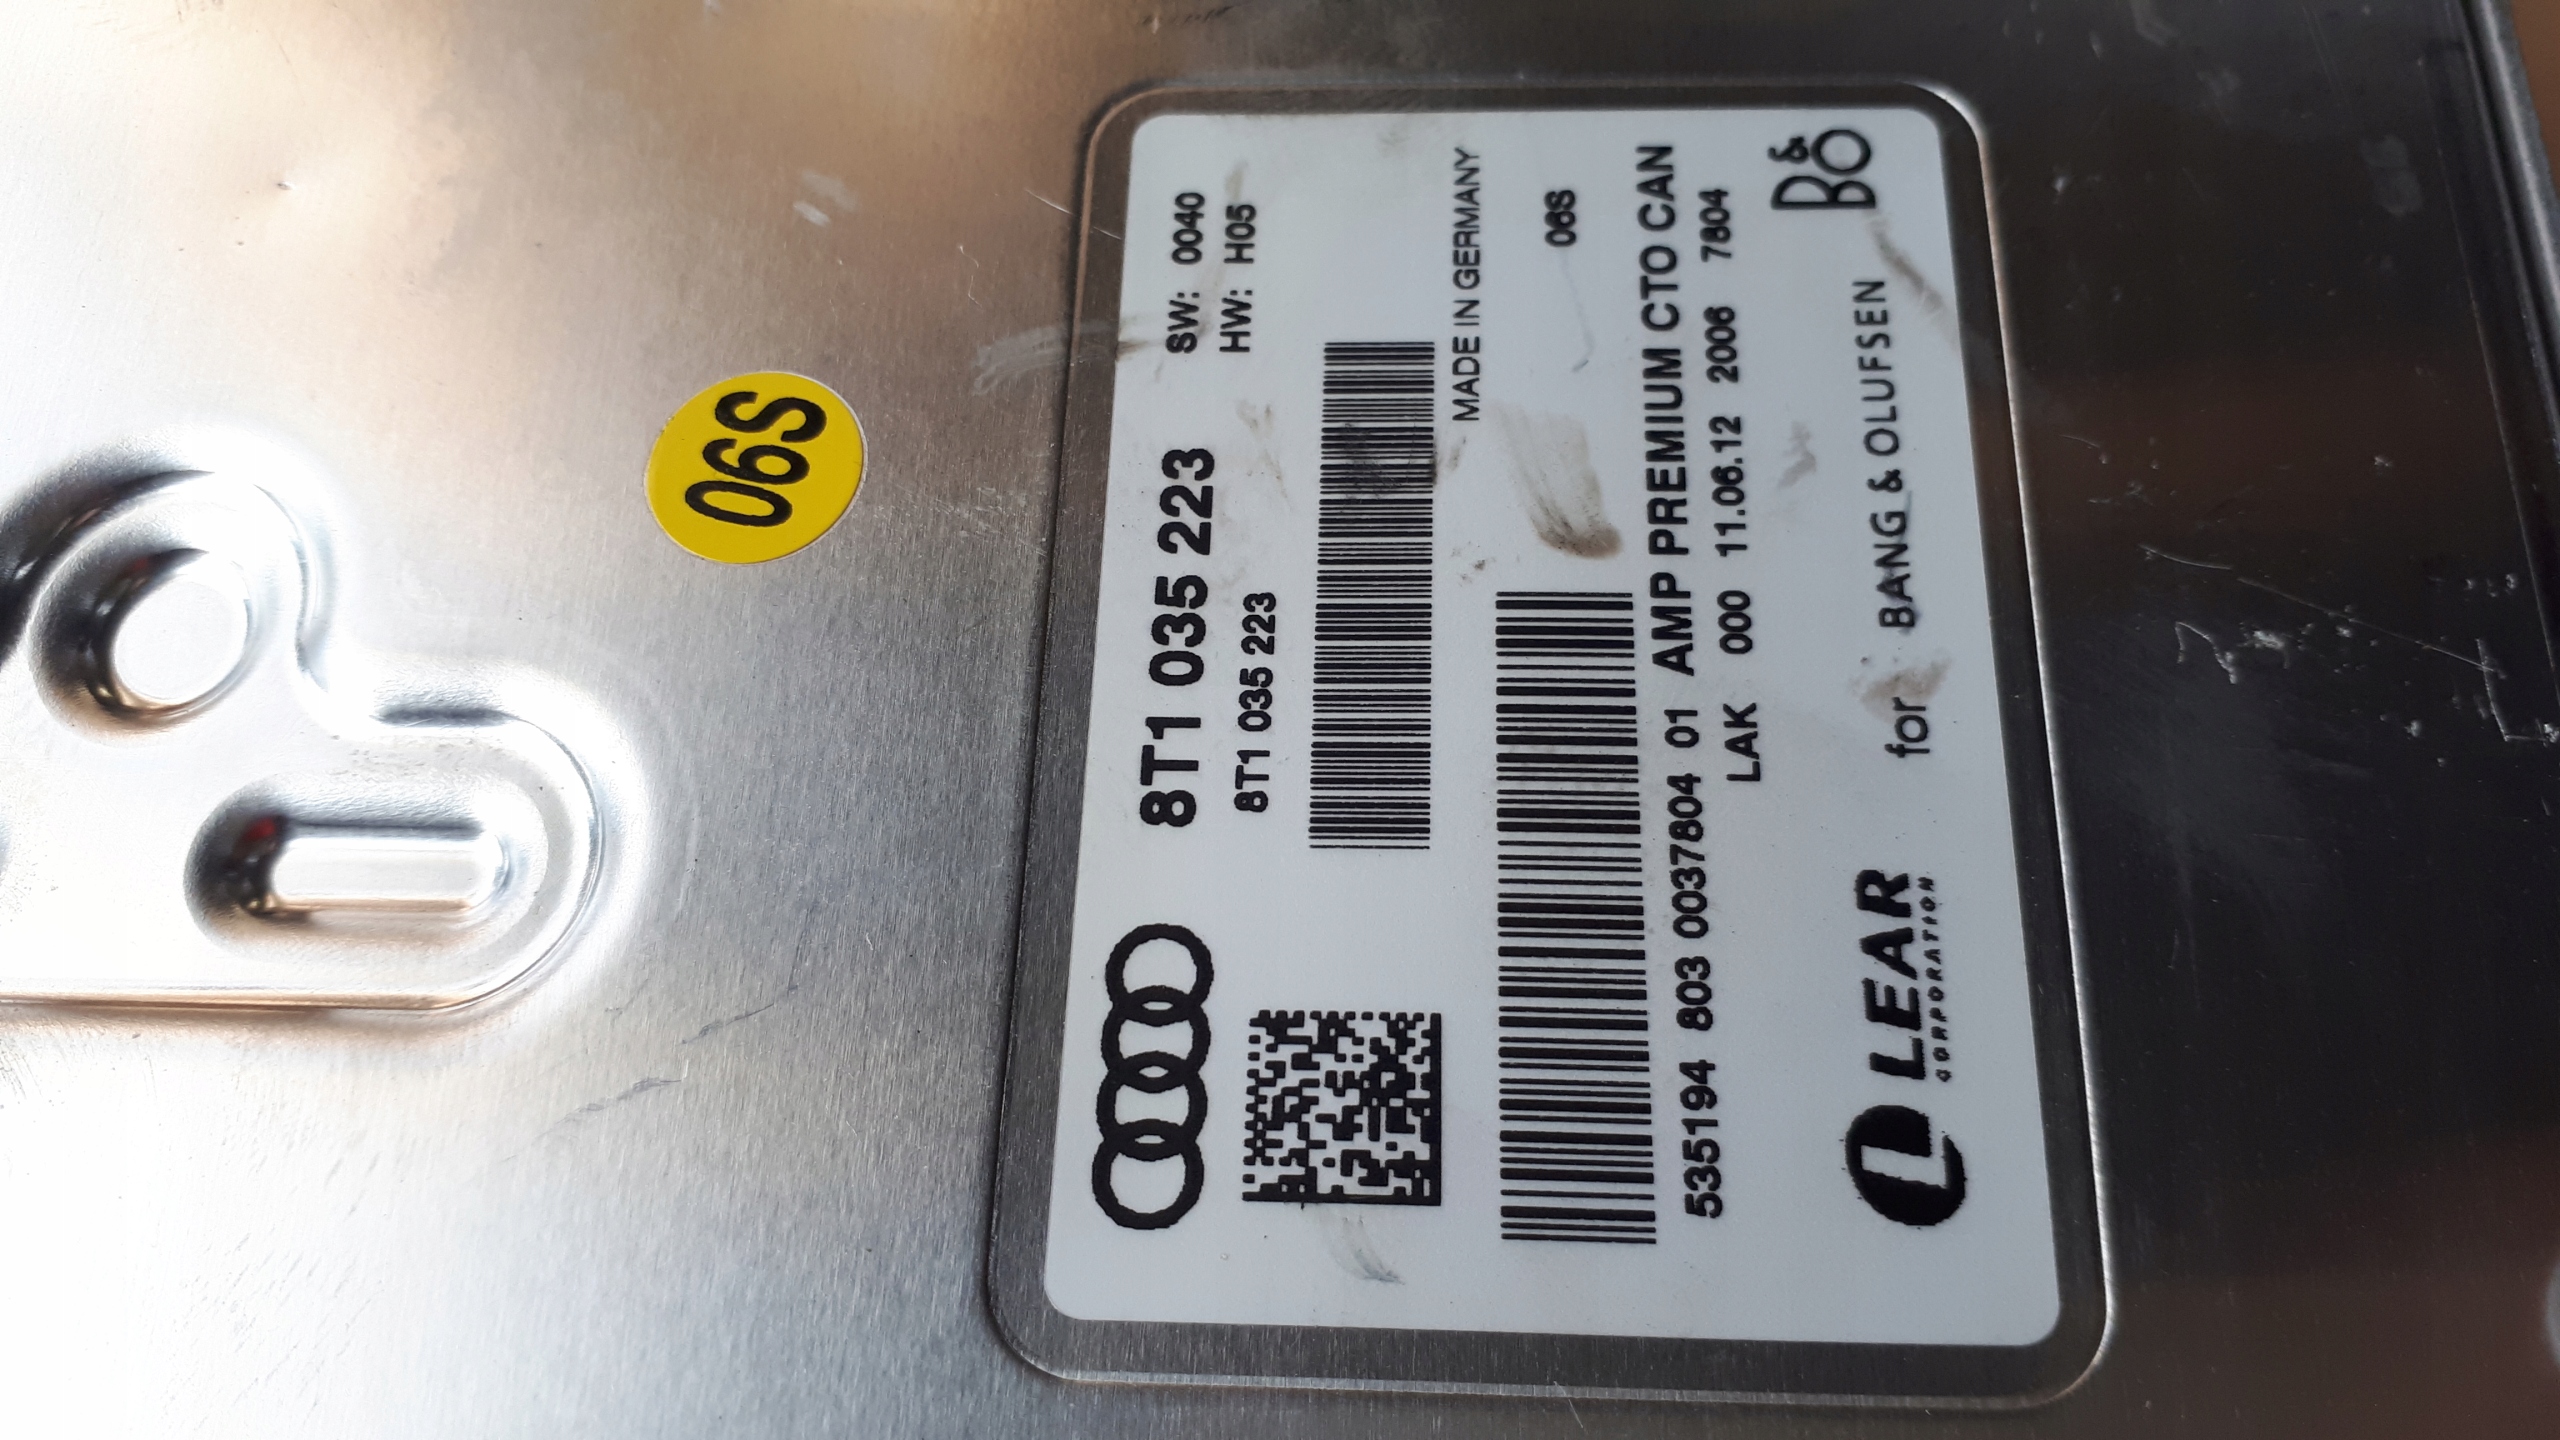 06S
8T1 035 223
SW: 0040
8T1 035 223
HW: H05
MADE IN GERMANY
06S
535194 803 0037804 01 AMP PREMIUM CTO CAN
LAK 000 11.06.12 2006 7804
LEAR
CORPORATION
for BANG & OLUFSEN
B&O